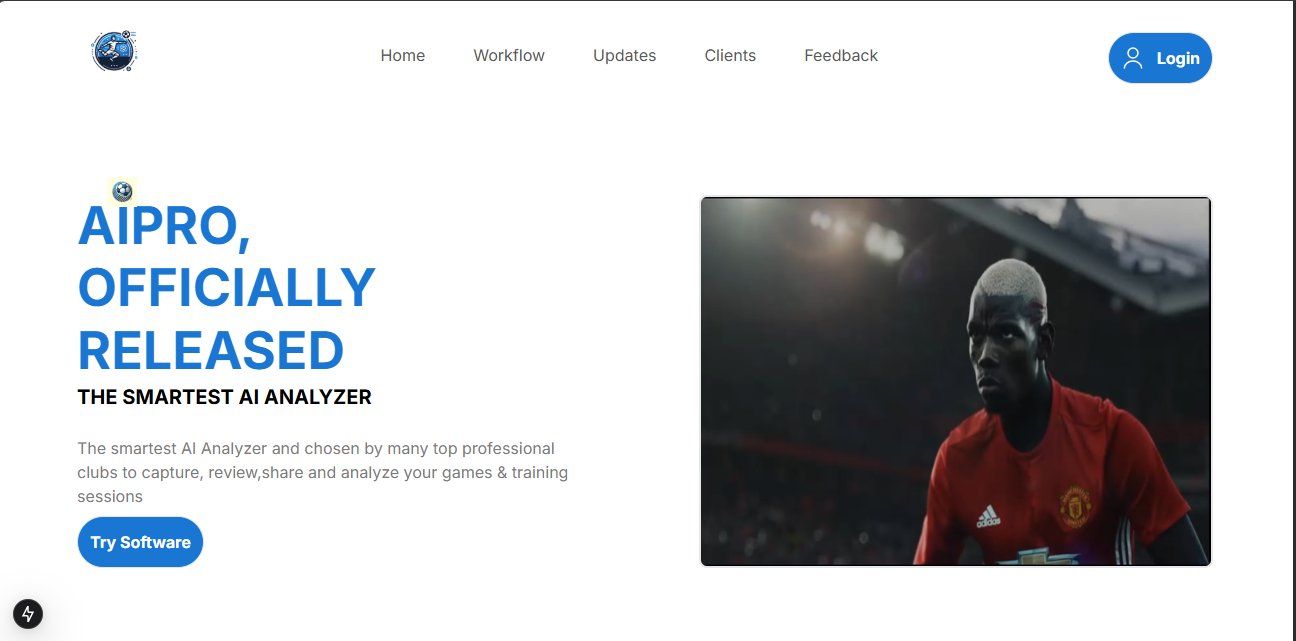 Home Workflow Updates Clients Feedback Login
AIPRO,
OFFICIALLY
RELEASED
THE SMARTEST AI ANALYZER
The smartest AI Analyzer and chosen by many top professional
clubs to capture, review,share and analyze your games & training
sessions
Try Software
adidas